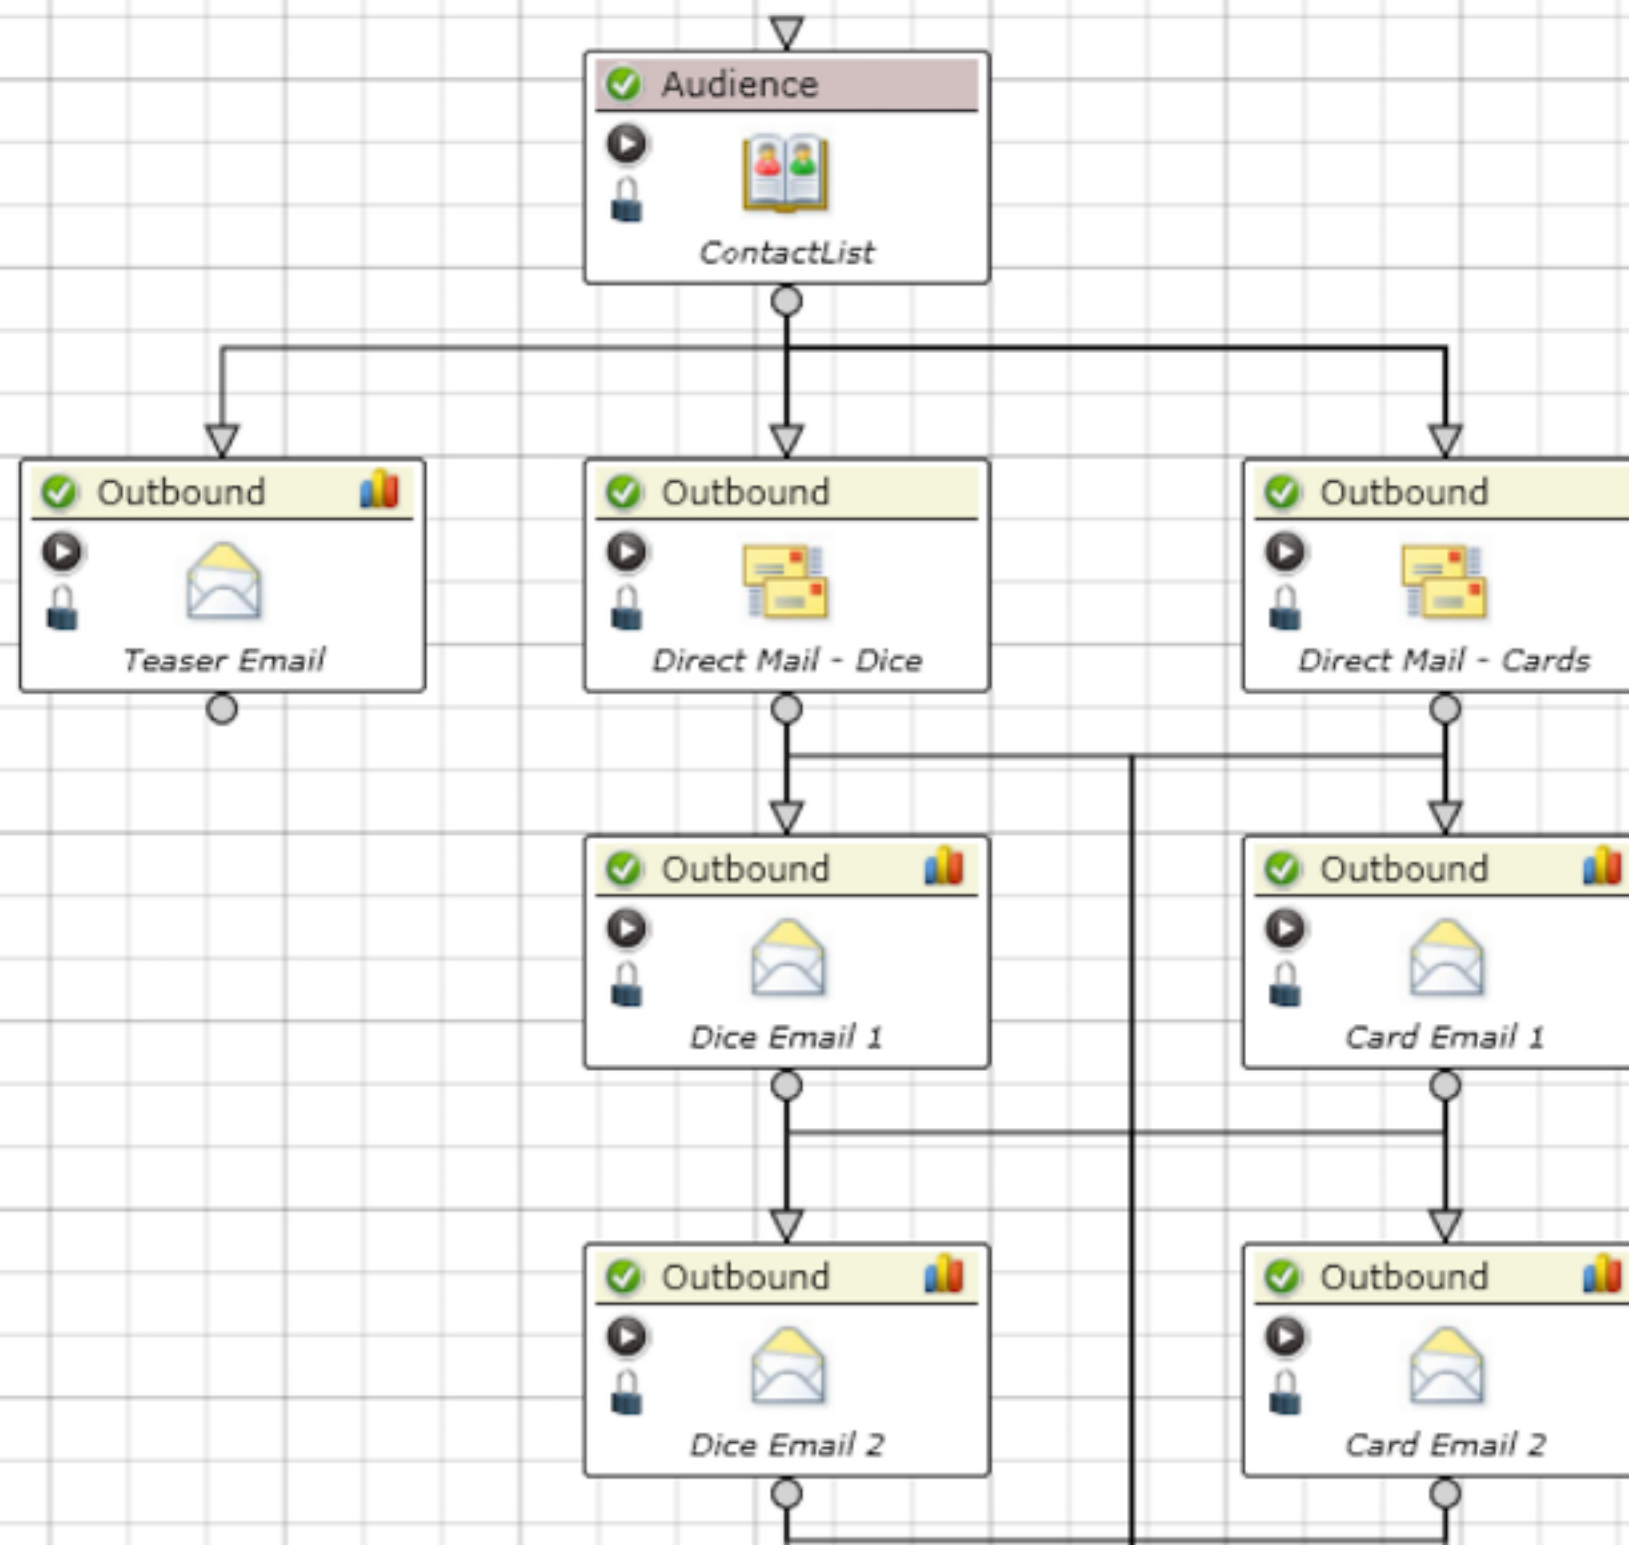 Audience
ContactList
Outbound
Teaser Email
Outbound
Direct Mail - Dice
Outbound
Direct Mail - Cards
Outbound
Dice Email 1
Outbound
Card Email 1
Outbound
Dice Email 2
Outbound
Card Email 2